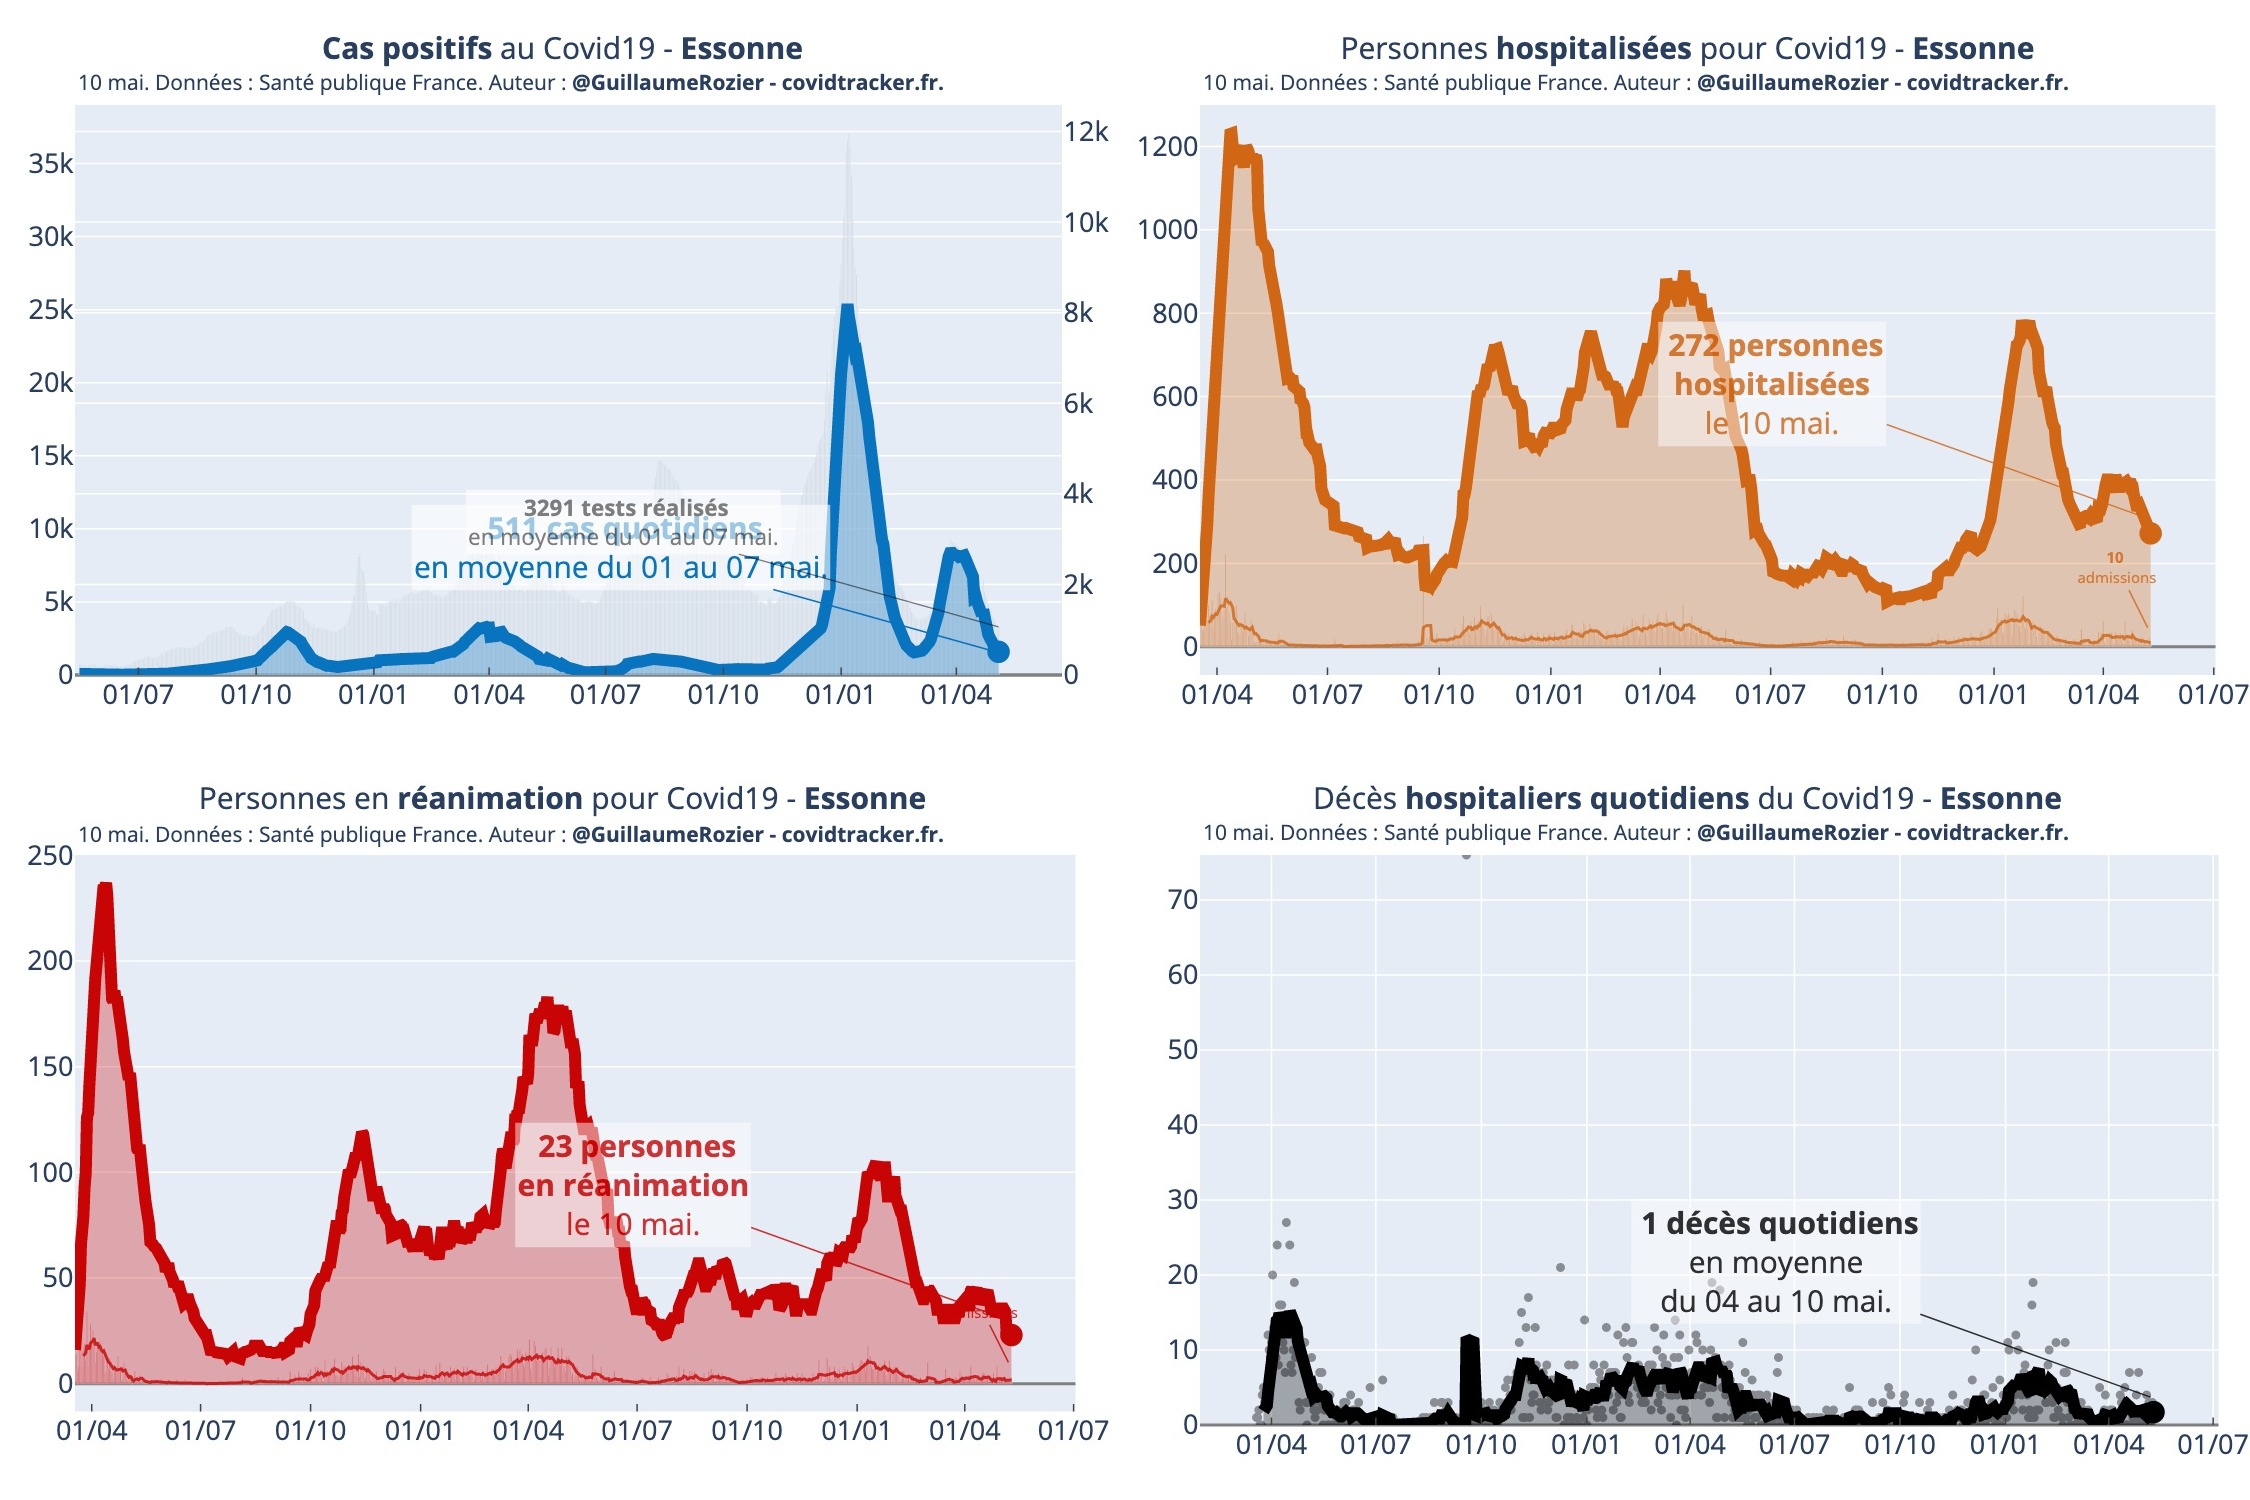 Cas positifs au Covid19 - Essonne
10 mai. Données : Santé publique France. Auteur : @GuillaumeRozier - covidtracker.fr.
35k
30k
25k
20k
15k
10k
5k
0
12k
10k
8k
6k
4k
2k
0
3291 tests réalisés
en moyenne du 01 au 07 mai.
511 cas quotidiens
en moyenne du 01 au 07 mai.
01/07 01/10 01/01 01/04 01/07 01/10 01/01 01/04
Personnes hospitalisées pour Covid19 - Essonne
10 mai. Données : Santé publique France. Auteur : @GuillaumeRozier - covidtracker.fr.
1200
1000
800
600
400
200
0
272 personnes
hospitalisées
le 10 mai.
10
admissions
01/04 01/07 01/10 01/01 01/04 01/07 01/10 01/01 01/04 01/07
Personnes en réanimation pour Covid19 - Essonne
10 mai. Données : Santé publique France. Auteur : @GuillaumeRozier - covidtracker.fr.
250
200
150
100
50
0
23 personnes
en réanimation
le 10 mai.
01/04 01/07 01/10 01/01 01/04 01/07 01/10 01/01 01/04 01/07
Décès hospitaliers quotidiens du Covid19 - Essonne
10 mai. Données : Santé publique France. Auteur : @GuillaumeRozier - covidtracker.fr.
70
60
50
40
30
20
10
0
1 décès quotidiens
en moyenne
du 04 au 10 mai.
01/04 01/07 01/10 01/01 01/04 01/07 01/10 01/01 01/04 01/07